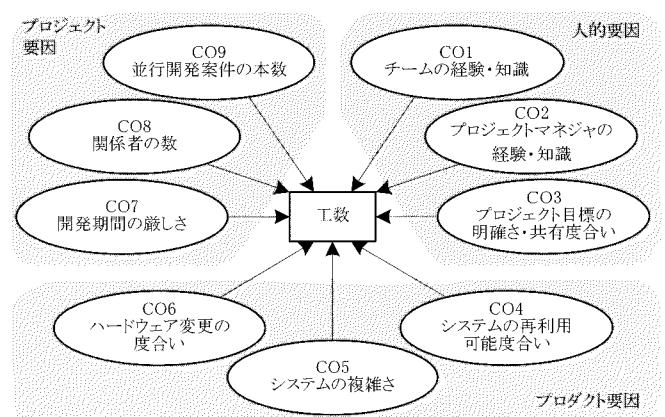 プロジェクト
要因
人的要因
CO9
並行開発案件の本数
CO1
チームの経験・知識
CO8
関係者の数
CO2
プロジェクトマネジャの
経験・知識
CO7
開発期間の厳しさ
工数
CO3
プロジェクト目標の
明確さ・共有度合い
CO6
ハードウェア変更の
度合い
CO5
システムの複雑さ
CO4
システムの再利用
可能度合い
プロダクト要因